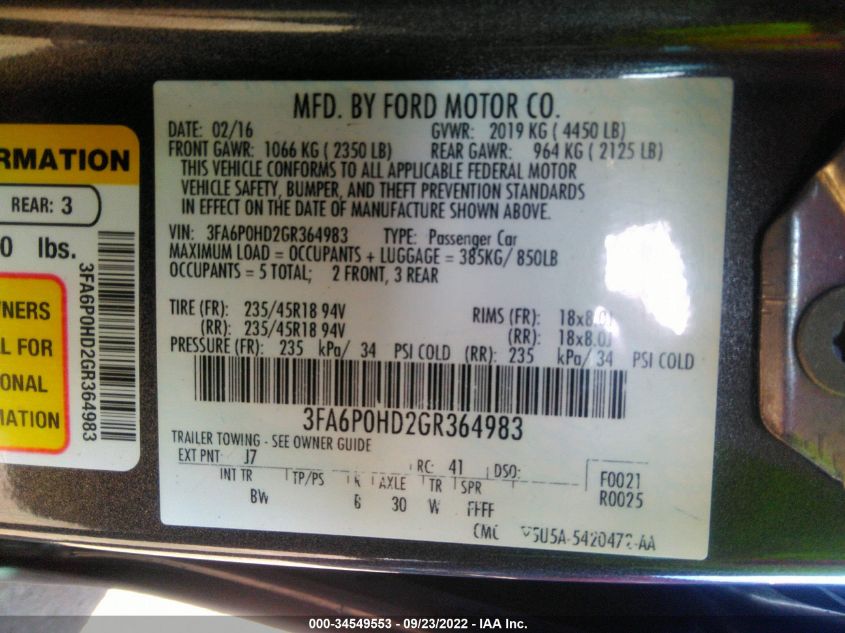 MFD. BY FORD MOTOR CO.
DATE: 02/16 GVWR: 2019 KG ( 4450 LB)
FRONT GAWR: 1066 KG ( 2350 LB) REAR GAWR: 964 KG ( 2125 LB)
THIS VEHICLE CONFORMS TO ALL APPLICABLE FEDERAL MOTOR
VEHICLE SAFETY, BUMPER, AND THEFT PREVENTION STANDARDS
IN EFFECT ON THE DATE OF MANUFACTURE SHOWN ABOVE.
VIN: 3FA6P0HD2GR364983 TYPE: Passenger Car
MAXIMUM LOAD = OCCUPANTS + LUGGAGE = 385KG/ 850LB
OCCUPANTS = 5 TOTAL; 2 FRONT, 3 REAR
TIRE (FR): 235/45R18 94V RIMS (FR): 18x8.0J
(RR): 235/45R18 94V (RR): 18x8.0J
PRESSURE (FR): 235 kPa/ 34 PSI COLD (RR): 235 kPa/ 34 PSI COLD
3FA6P0HD2GR364983
TRAILER TOWING - SEE OWNER GUIDE
EXT PNT: J7 RC: 41 DSO:
INT TR TP/PS R AXLE TR SPR F0021
BW 6 30 W FFFF R0025
CMC 5U5A-5420472-AA
RMATION
REAR: 3
0 lbs.
WNERS
L FOR
ONAL
MATION
3FA6P0HD2GR364983
000-34549553 - 09/23/2022 - IAA Inc.